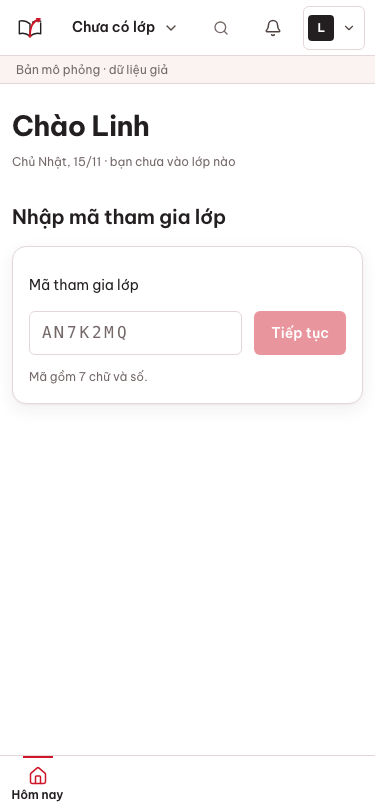 Chưa có lớp
L
Bản mô phỏng · dữ liệu giả
Chào Linh
Chủ Nhật, 15/11 · bạn chưa vào lớp nào
Nhập mã tham gia lớp
Mã tham gia lớp
AN7K2MQ
Tiếp tục
Mã gồm 7 chữ và số.
Hôm nay